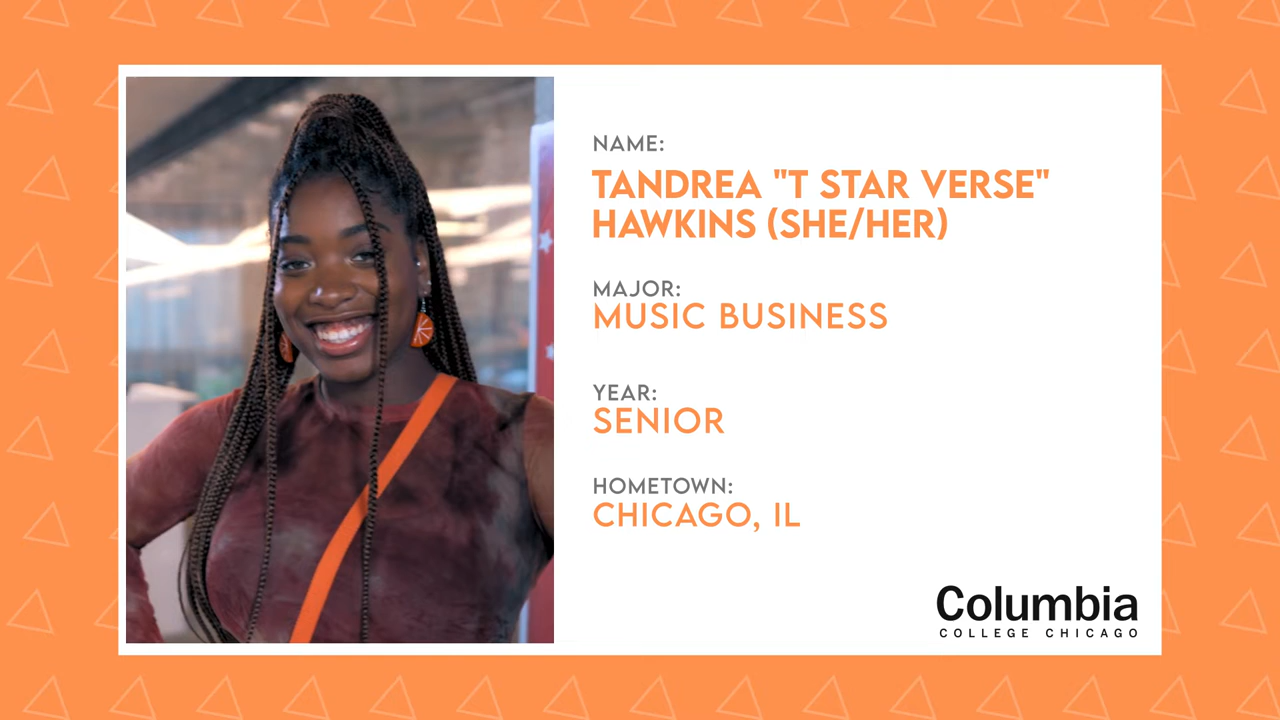 NAME:
TANDREA "T STAR VERSE"
HAWKINS (SHE/HER)
MAJOR:
MUSIC BUSINESS
YEAR:
SENIOR
HOMETOWN:
CHICAGO, IL
Columbia
COLLEGE CHICAGO